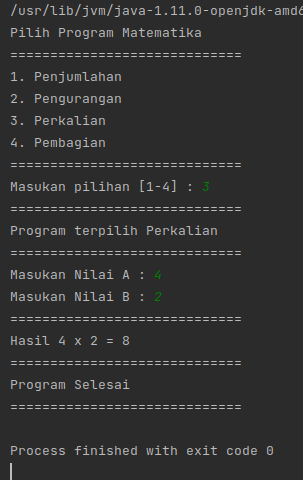 /usr/lib/jvm/java-1.11.0-openjdk-amd6
Pilih Program Matematika
=============================
1. Penjumlahan
2. Pengurangan
3. Perkalian
4. Pembagian
=============================
Masukan pilihan [1-4] : 3
=============================
Program terpilih Perkalian
=============================
Masukan Nilai A : 4
Masukan Nilai B : 2
=============================
Hasil 4 x 2 = 8
=============================
Program Selesai
=============================
Process finished with exit code 0